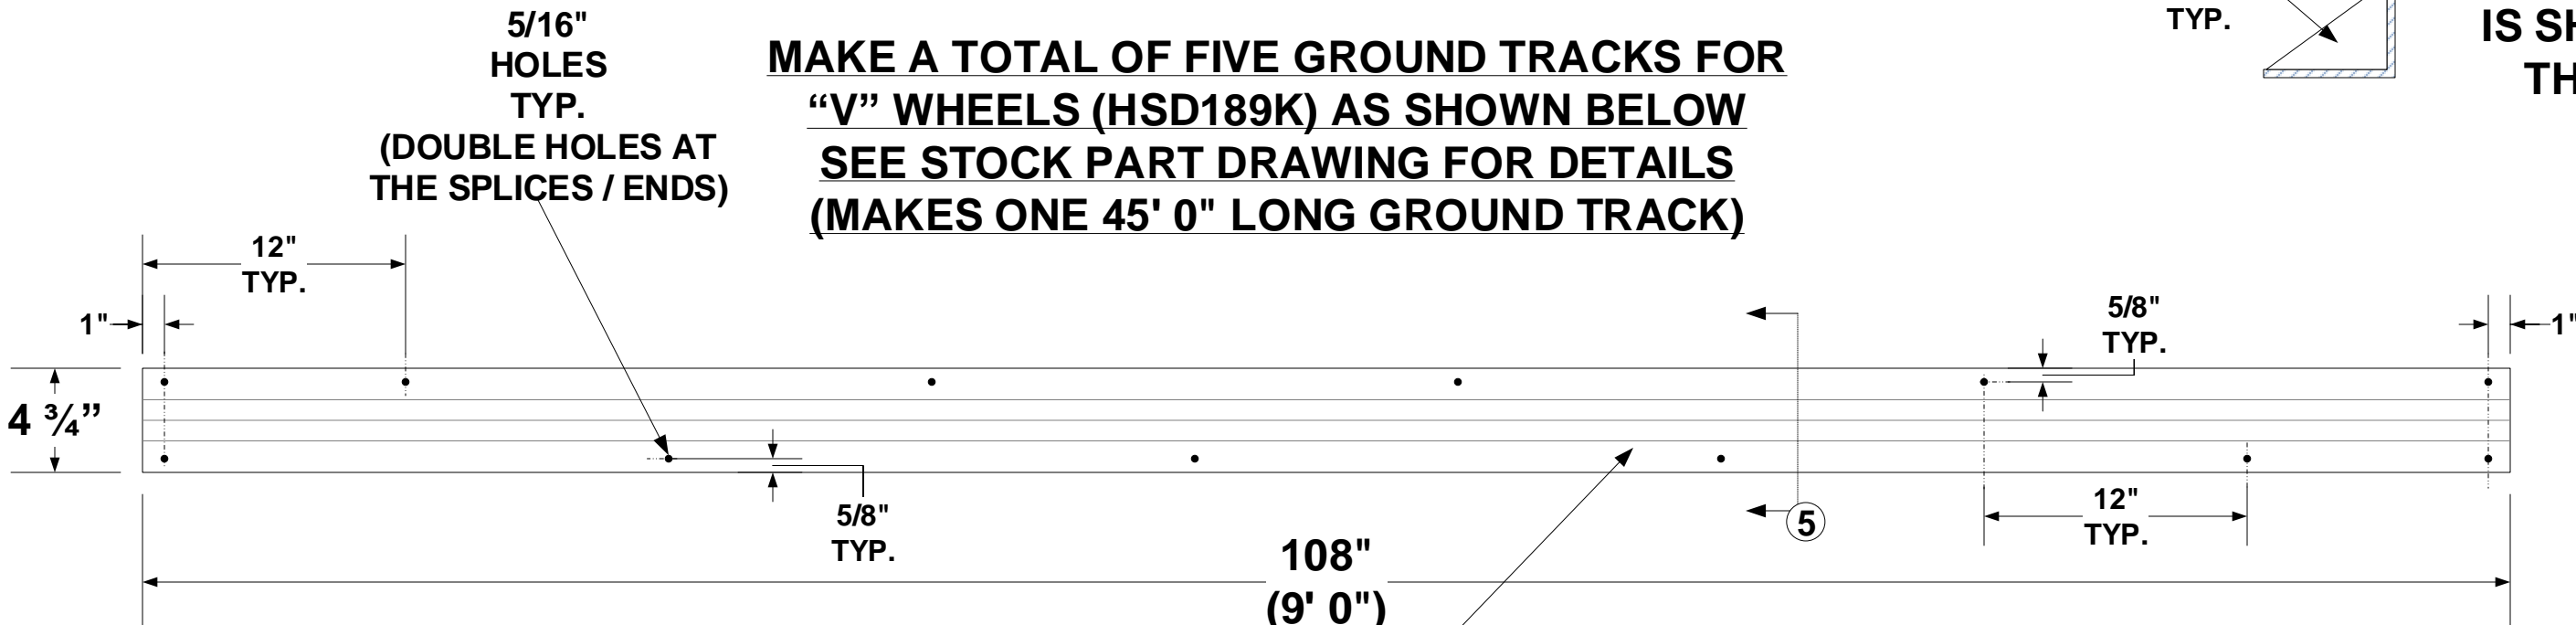 5/16"
HOLES
TYP.
(DOUBLE HOLES AT
THE SPLICES / ENDS)
MAKE A TOTAL OF FIVE GROUND TRACKS FOR
“V” WHEELS (HSD189K) AS SHOWN BELOW
SEE STOCK PART DRAWING FOR DETAILS
(MAKES ONE 45' 0" LONG GROUND TRACK)
TYP.
IS SH
TH
12"
TYP.
1"
5/8"
TYP.
1"
4 ¾”
5/8"
TYP.
5
12"
TYP.
108"
(9' 0")